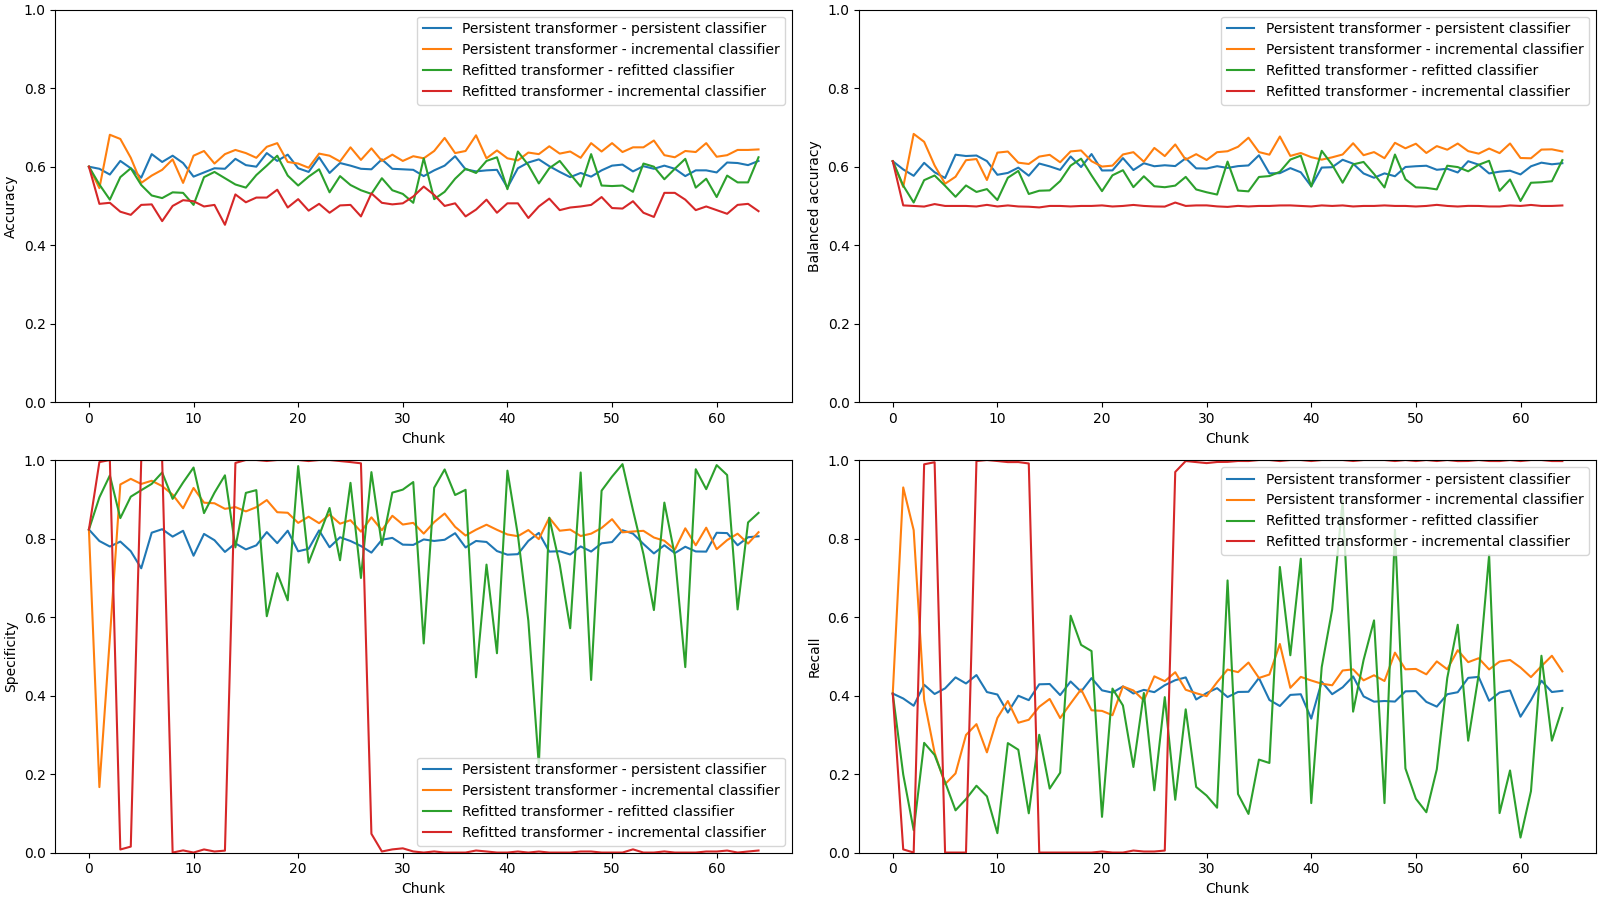 1.0
0.8
0.6
0.4
0.2
0.0
Accuracy
Persistent transformer - persistent classifier
Persistent transformer - incremental classifier
Refitted transformer - refitted classifier
Refitted transformer - incremental classifier
0 10 20 30 40 50 60
Chunk
1.0
0.8
0.6
0.4
0.2
0.0
Balanced accuracy
Persistent transformer - persistent classifier
Persistent transformer - incremental classifier
Refitted transformer - refitted classifier
Refitted transformer - incremental classifier
0 10 20 30 40 50 60
Chunk
1.0
0.8
0.6
0.4
0.2
0.0
Specificity
Persistent transformer - persistent classifier
Persistent transformer - incremental classifier
Refitted transformer - refitted classifier
Refitted transformer - incremental classifier
0 10 20 30 40 50 60
Chunk
1.0
0.8
0.6
0.4
0.2
0.0
Recall
Persistent transformer - persistent classifier
Persistent transformer - incremental classifier
Refitted transformer - refitted classifier
Refitted transformer - incremental classifier
0 10 20 30 40 50 60
Chunk